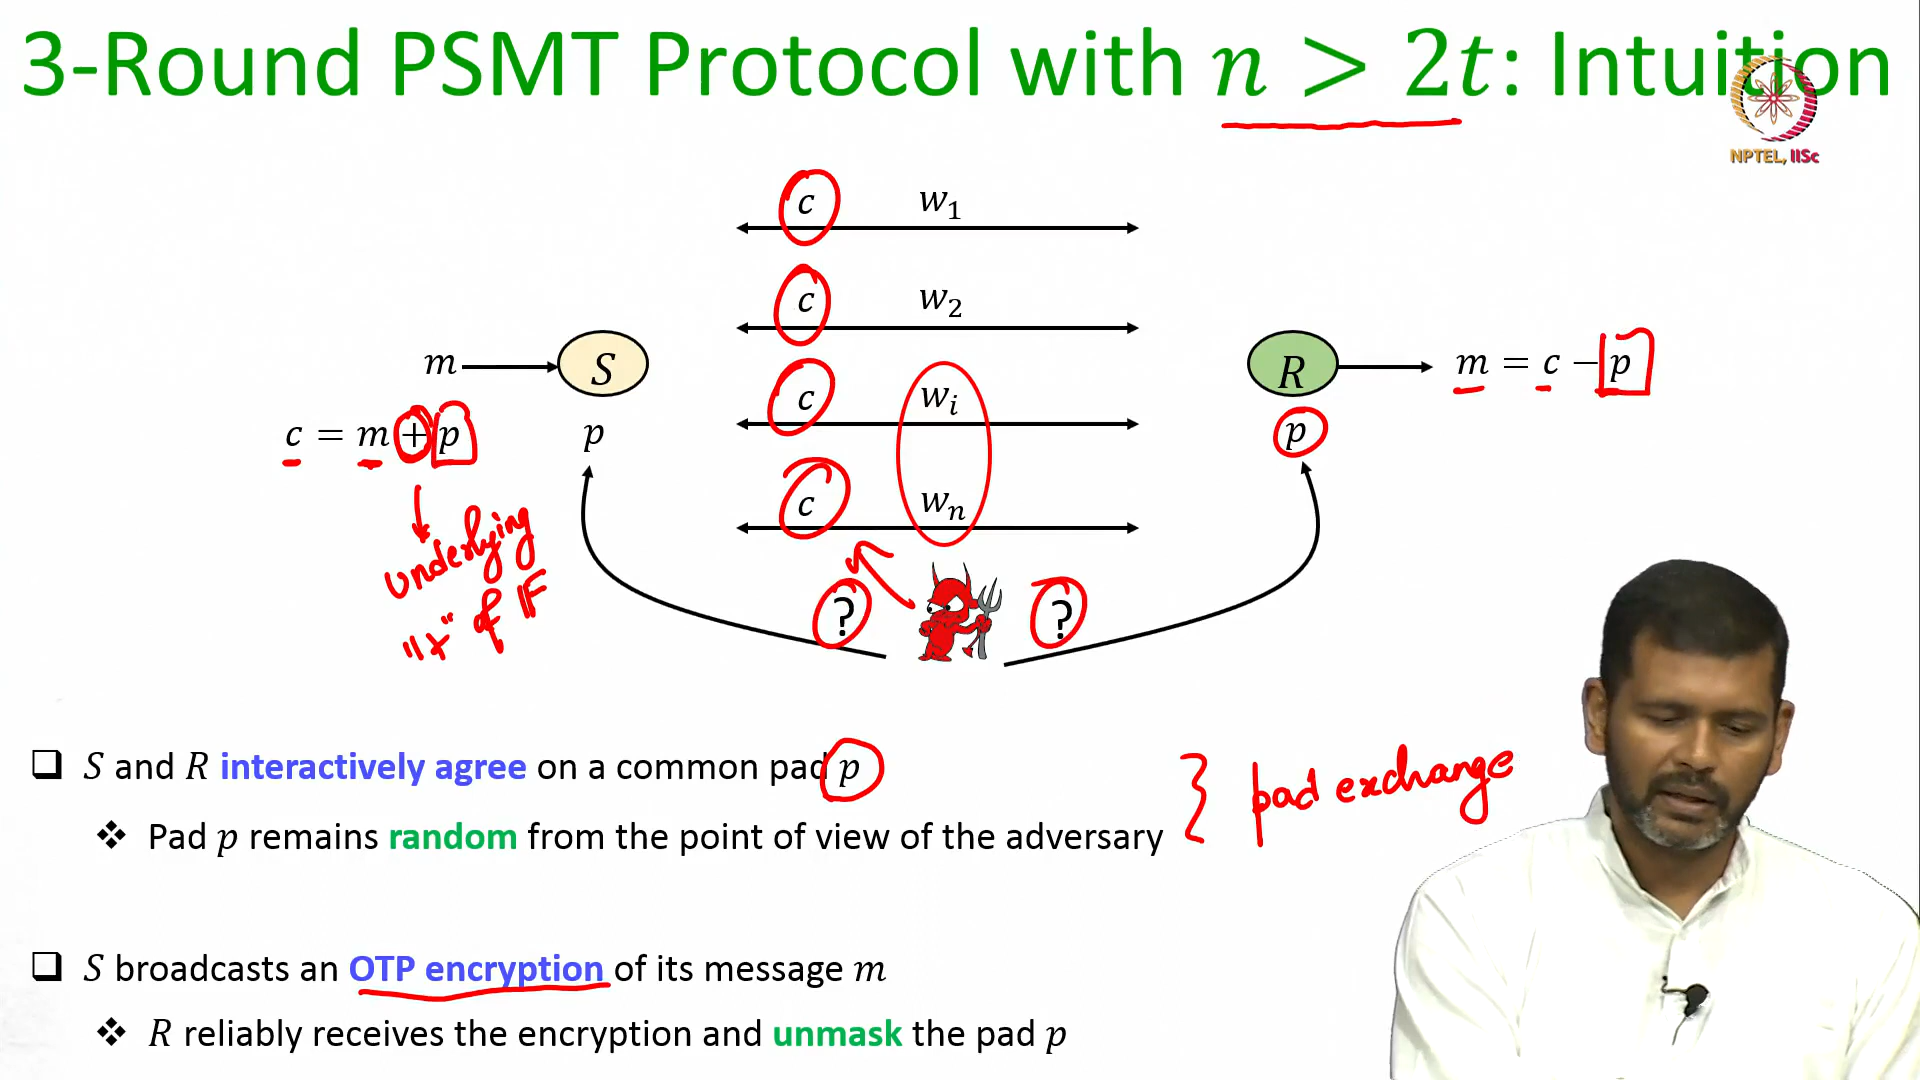 3-Round PSMT Protocol with n > 2t: Intuition
NPTEL, IISc
c w₁
c w₂
m S c wᵢ R m = c − p
c = m + p p p
c wₙ
underlying
"+" of 𝔽
? ?
❑ S and R interactively agree on a common pad p
❖ Pad p remains random from the point of view of the adversary } pad exchange
❑ S broadcasts an OTP encryption of its message m
❖ R reliably receives the encryption and unmask the pad p